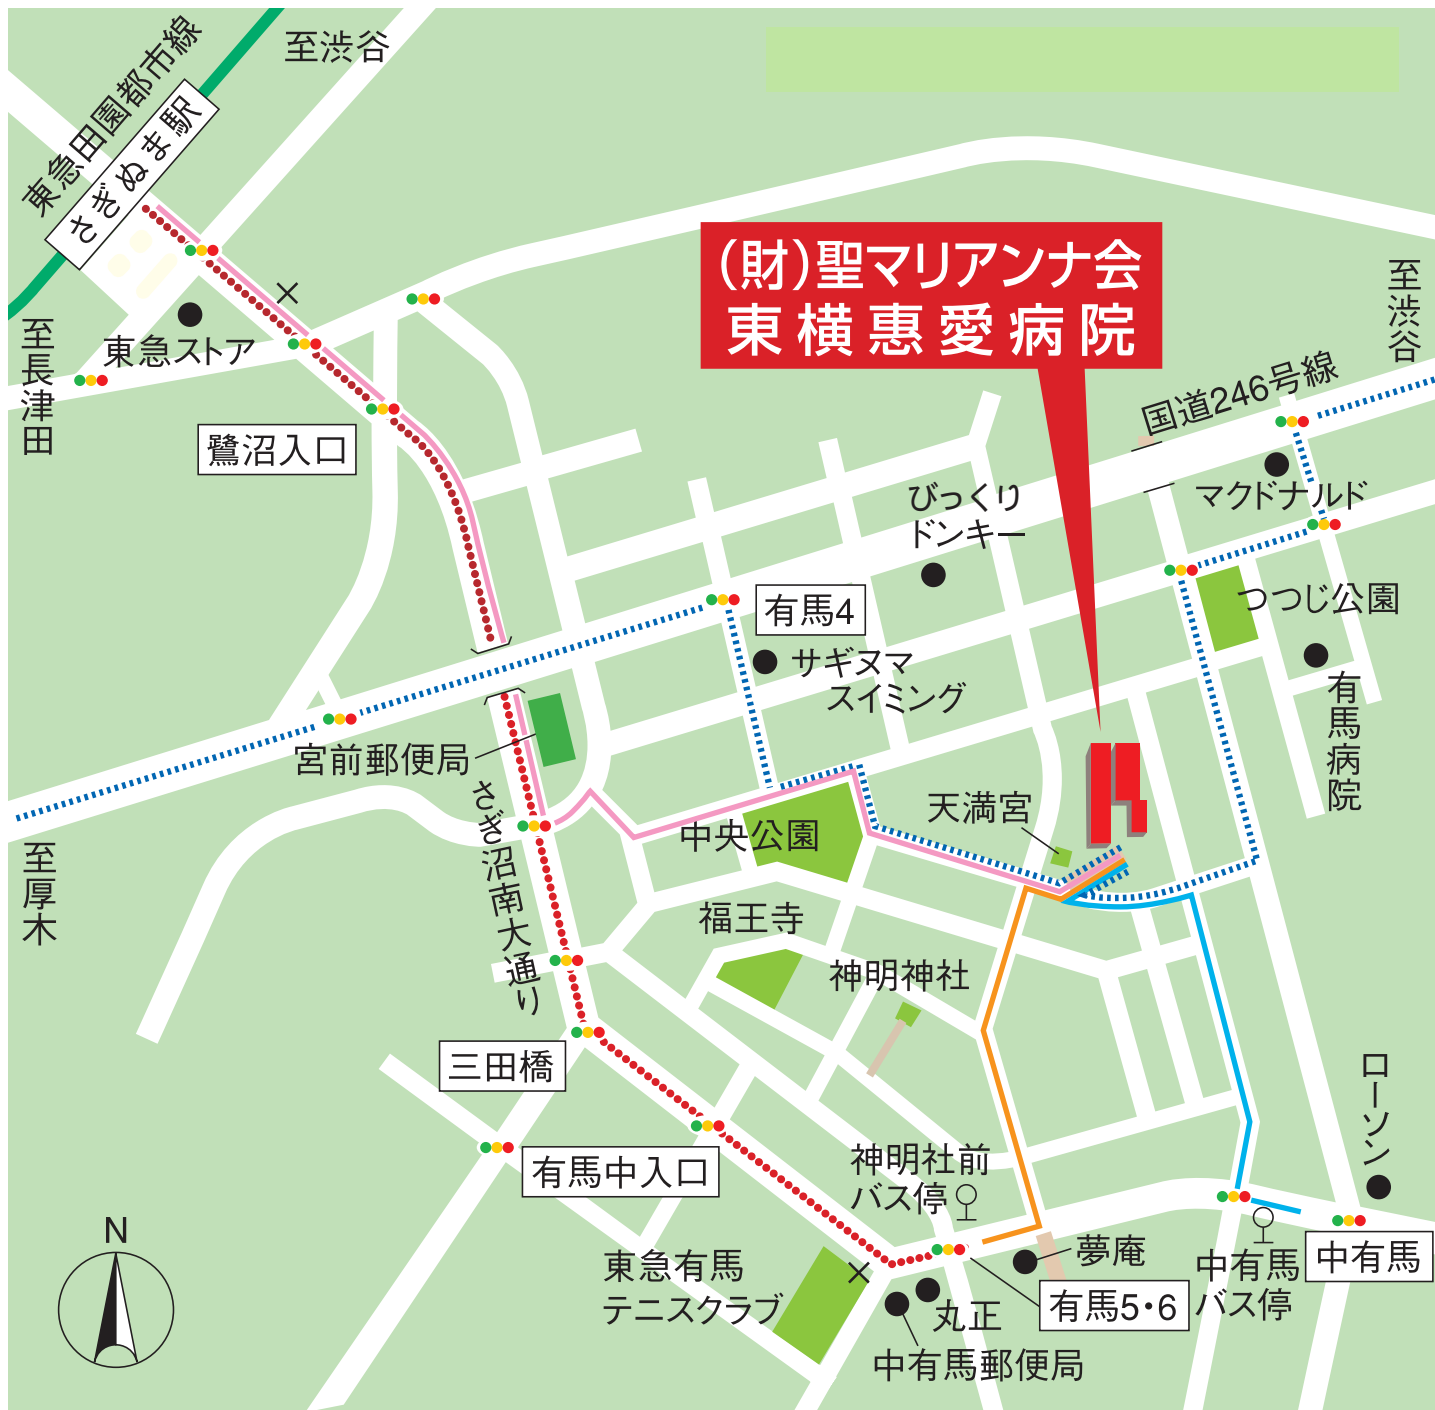 至渋谷
東急田園都市線
さぎぬま駅
(財)聖マリアンナ会
東横惠愛病院
至渋谷
至長津田
東急ストア
国道246号線
鷺沼入口
マクドナルド
びっくり
ドンキー
有馬4
つつじ公園
サギヌマ
スイミング
有馬病院
宮前郵便局
さぎ沼南大通り
天満宮
中央公園
至厚木
福王寺
神明神社
三田橋
ローソン
有馬中入口
神明社前
バス停
N
東急有馬
テニスクラブ
夢庵
中有馬
バス停
中有馬
有馬5・6
丸正
中有馬郵便局